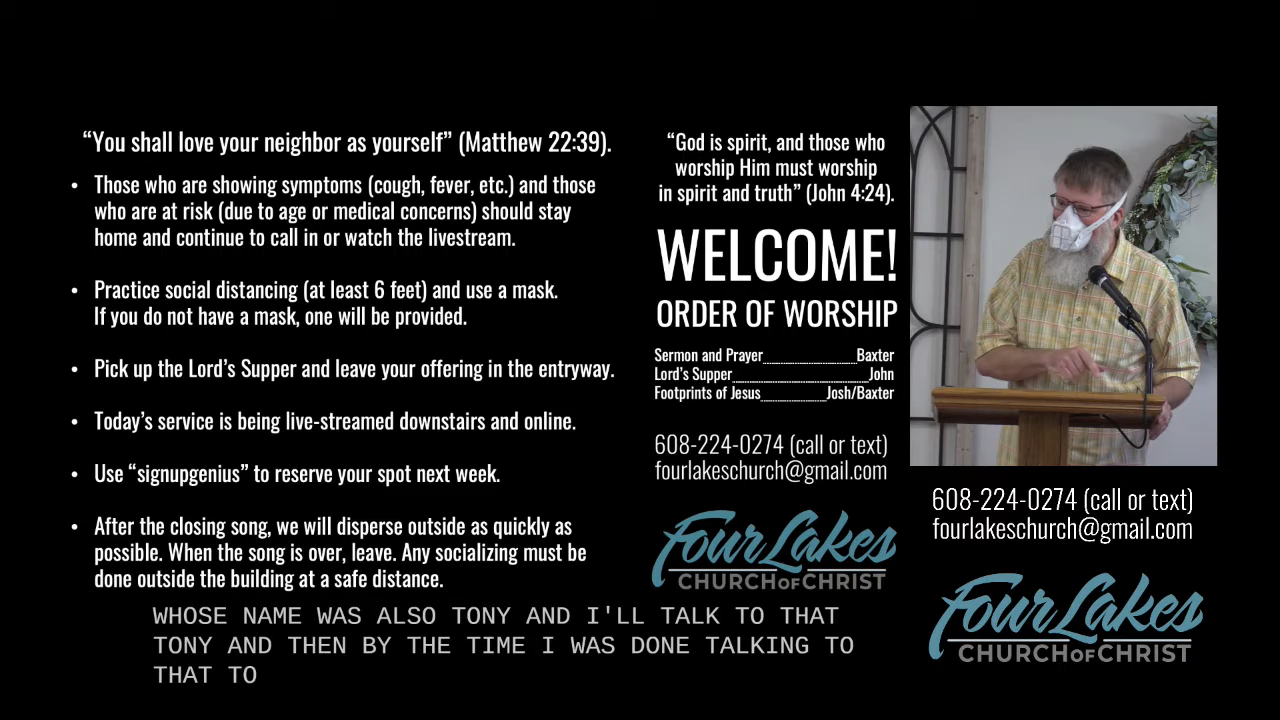 “You shall love your neighbor as yourself” (Matthew 22:39).
• Those who are showing symptoms (cough, fever, etc.) and those
who are at risk (due to age or medical concerns) should stay
home and continue to call in or watch the livestream.
• Practice social distancing (at least 6 feet) and use a mask.
If you do not have a mask, one will be provided.
• Pick up the Lord’s Supper and leave your offering in the entryway.
• Today’s service is being live-streamed downstairs and online.
• Use “signupgenius” to reserve your spot next week.
• After the closing song, we will disperse outside as quickly as
possible. When the song is over, leave. Any socializing must be
done outside the building at a safe distance.
“God is spirit, and those who
worship Him must worship
in spirit and truth” (John 4:24).
WELCOME!
ORDER OF WORSHIP
Sermon and Prayer Baxter
Lord’s Supper John
Footprints of Jesus Josh/Baxter
608-224-0274 (call or text)
fourlakeschurch@gmail.com
Four Lakes
CHURCH OF CHRIST
608-224-0274 (call or text)
fourlakeschurch@gmail.com
Four Lakes
CHURCH OF CHRIST
WHOSE NAME WAS ALSO TONY AND I'LL TALK TO THAT
TONY AND THEN BY THE TIME I WAS DONE TALKING TO
THAT TO